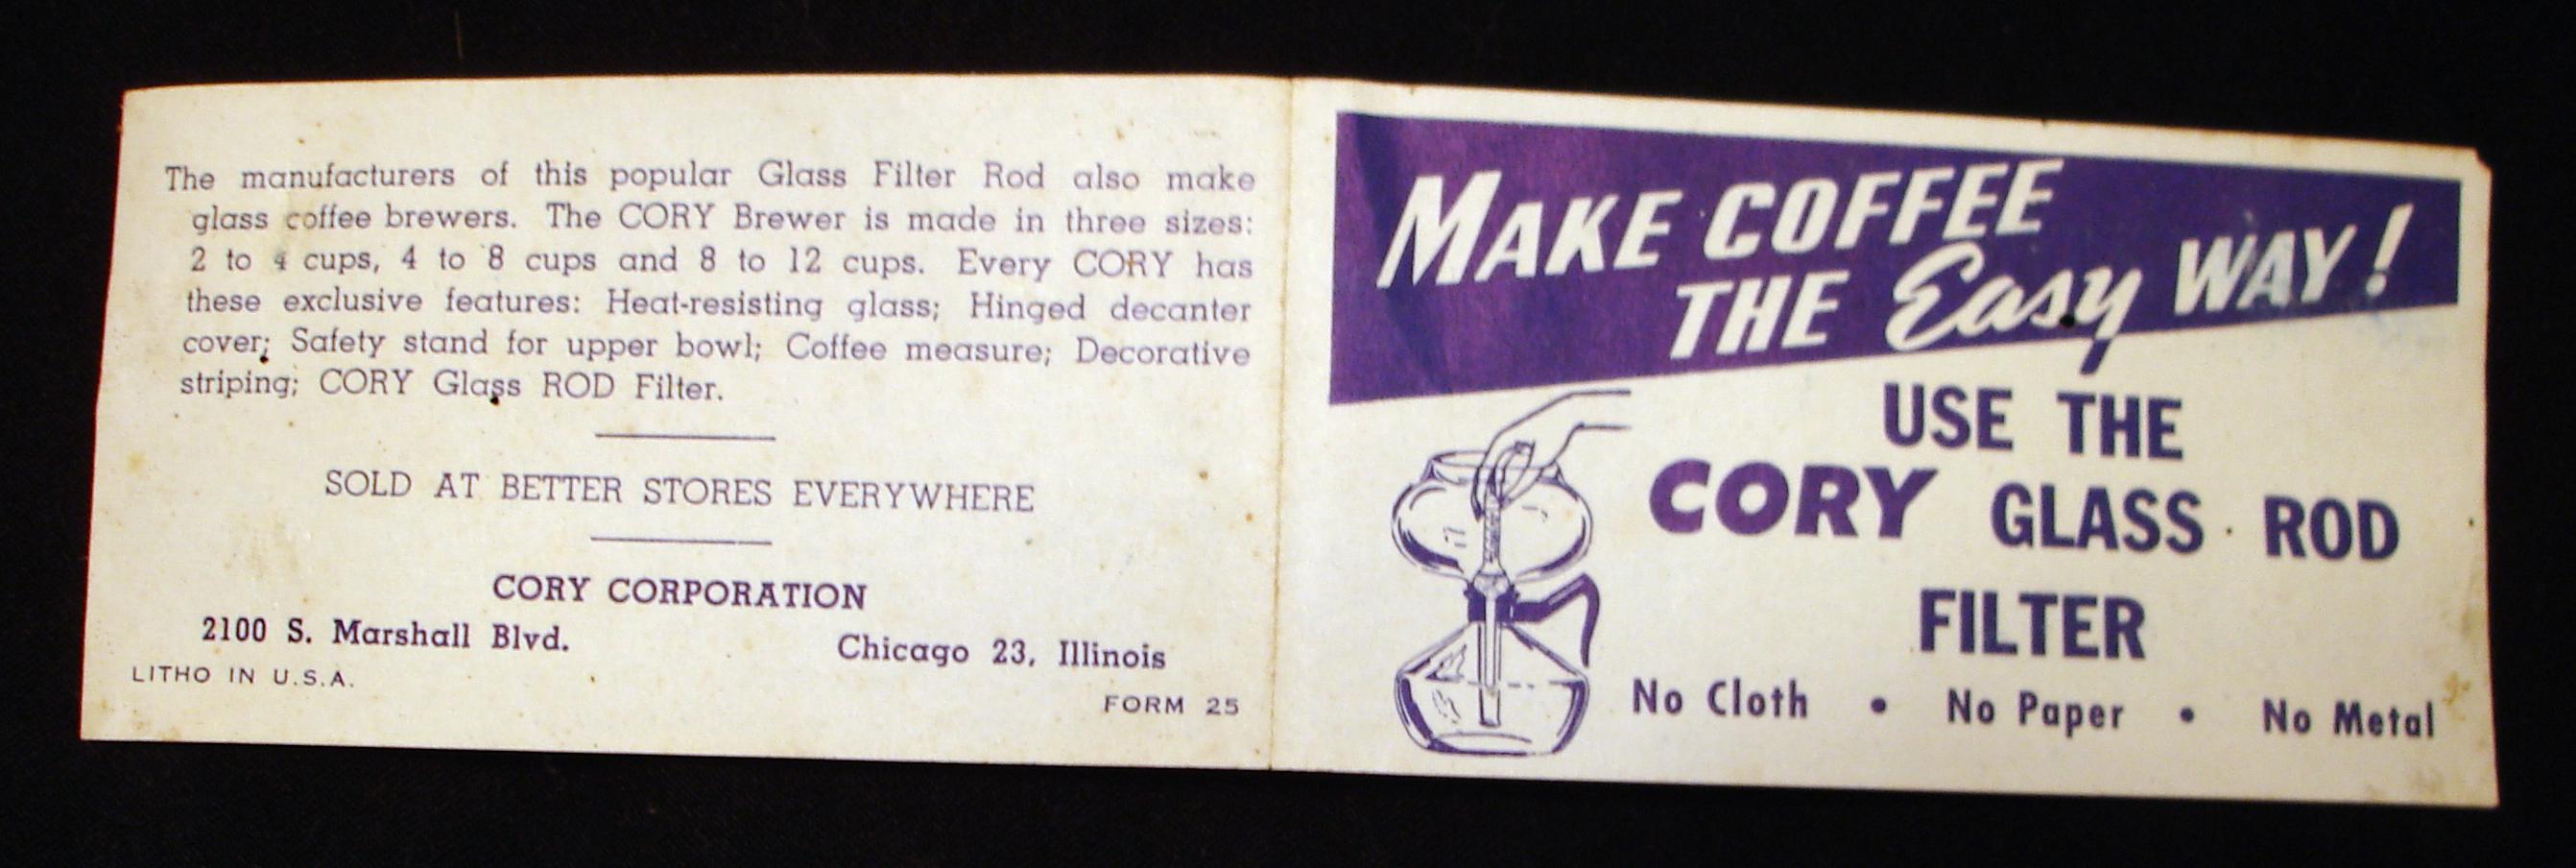 The manufacturers of this popular Glass Filter Rod also make
glass coffee brewers. The CORY Brewer is made in three sizes:
2 to 4 cups, 4 to 8 cups and 8 to 12 cups. Every CORY has
these exclusive features: Heat-resisting glass; Hinged decanter
cover; Safety stand for upper bowl; Coffee measure; Decorative
striping; CORY Glass ROD Filter.
SOLD AT BETTER STORES EVERYWHERE
CORY CORPORATION
2100 S. Marshall Blvd. Chicago 23, Illinois
LITHO IN U.S.A.
FORM 25
MAKE COFFEE
THE Easy WAY!
USE THE
CORY GLASS ROD
FILTER
No Cloth • No Paper • No Metal